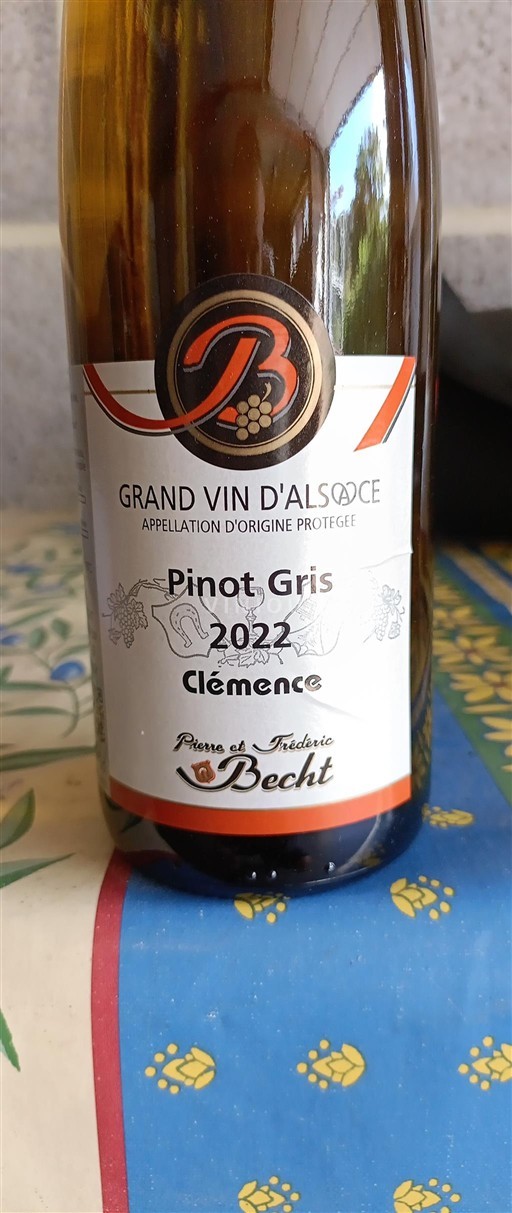 B
GRAND VIN D'ALSACE
APPELLATION D'ORIGINE PROTEGEE
Pinot Gris
2022
Clémence
Pierre et Frédéric
Becht